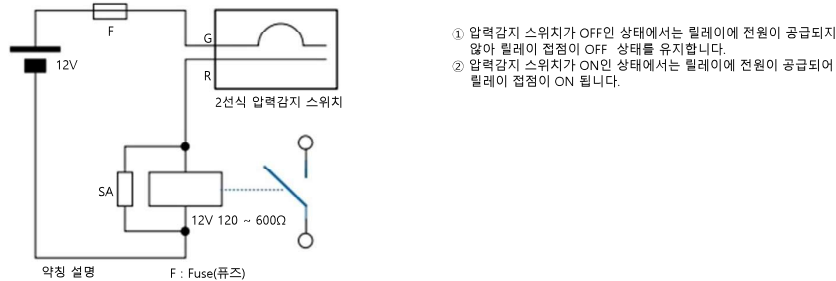 F
12V
G
R
2선식 압력감지 스위치
SA
12V 120 ~ 600Ω
약칭 설명
F : Fuse(퓨즈)
① 압력감지 스위치가 OFF인 상태에서는 릴레이에 전원이 공급되지
않아 릴레이 접점이 OFF 상태를 유지합니다.
② 압력감지 스위치가 ON인 상태에서는 릴레이에 전원이 공급되어
릴레이 접점이 ON 됩니다.